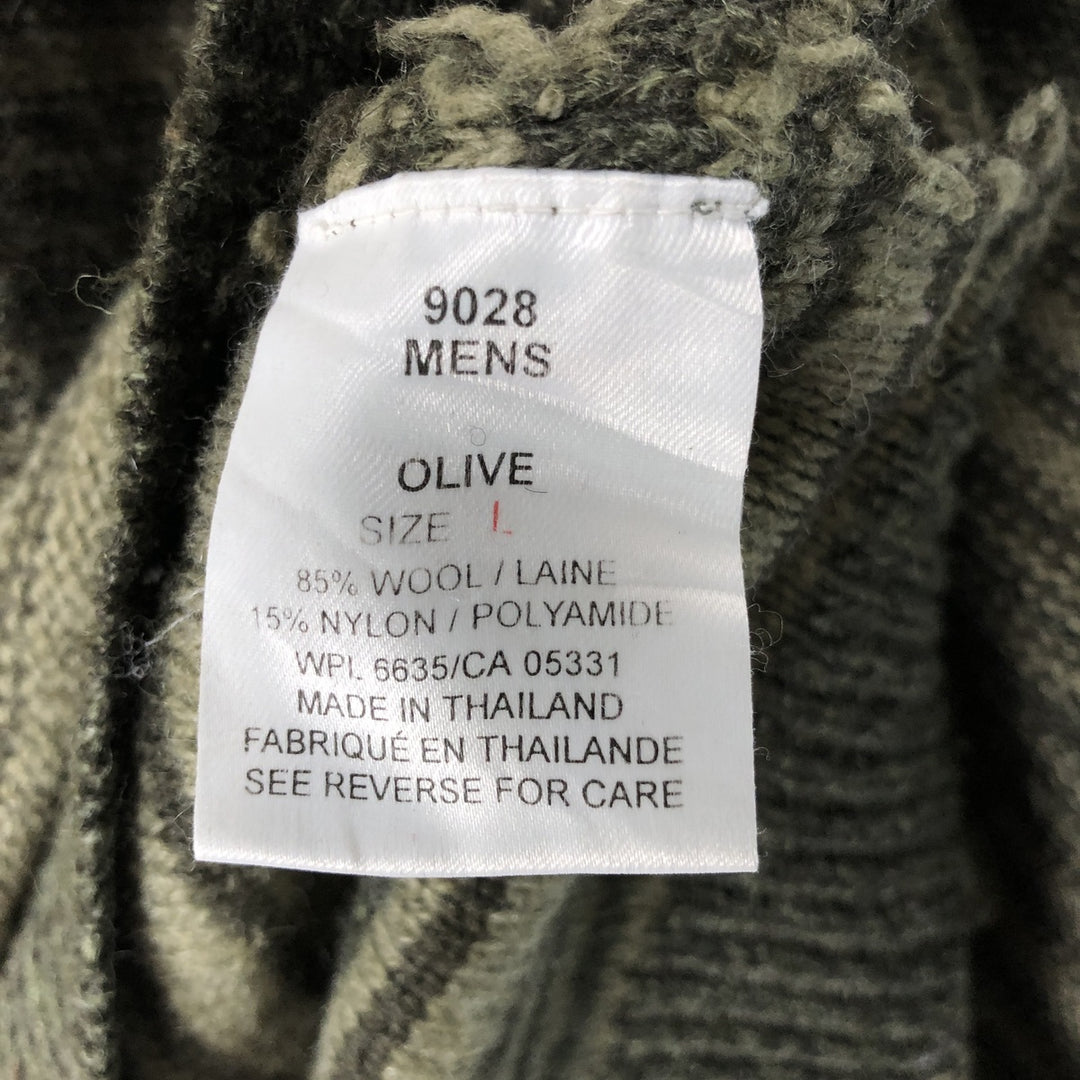 9028
MENS
OLIVE
SIZE L
85% WOOL / LAINE
15% NYLON / POLYAMIDE
WPL 6635/CA 05331
MADE IN THAILAND
FABRIQUÉ EN THAILANDE
SEE REVERSE FOR CARE